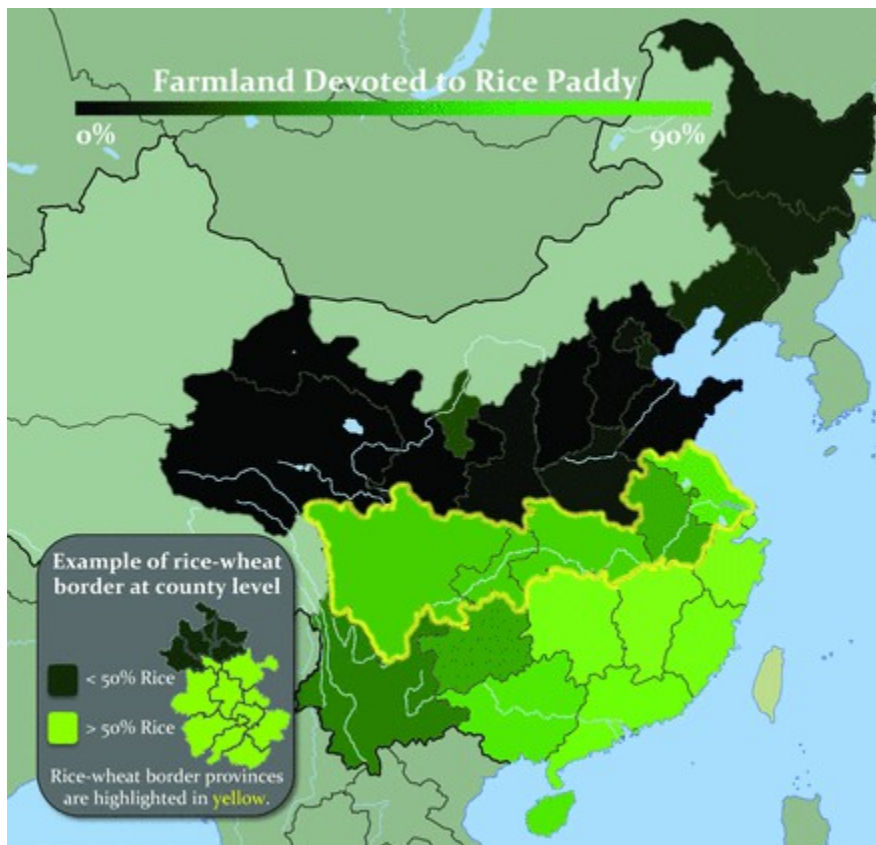 Farmland Devoted to Rice Paddy
0%
90%
Example of rice-wheat
border at county level
< 50% Rice
> 50% Rice
Rice-wheat border provinces
are highlighted in yellow.